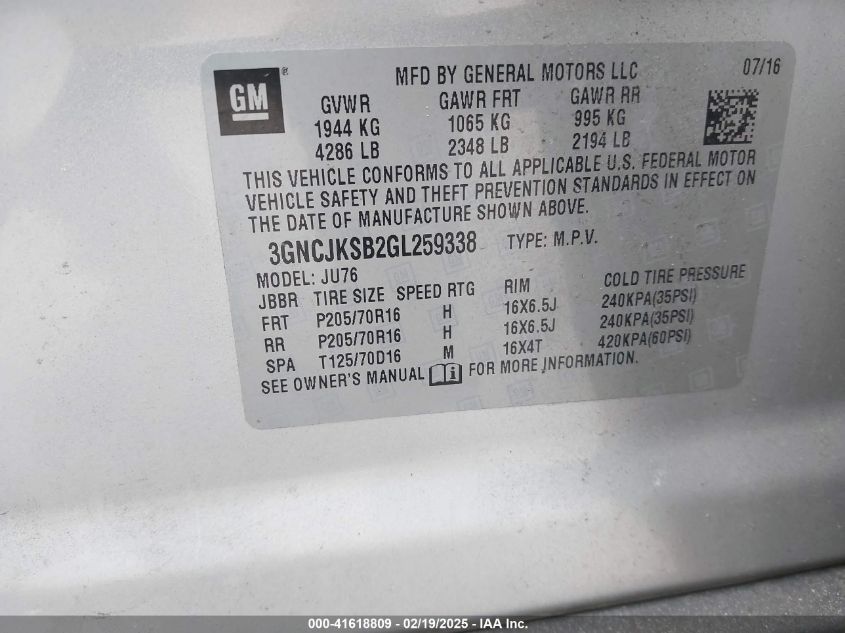 GM ®
MFD BY GENERAL MOTORS LLC 07/16
GVWR GAWR FRT GAWR RR
1944 KG 1065 KG 995 KG
4286 LB 2348 LB 2194 LB
THIS VEHICLE CONFORMS TO ALL APPLICABLE U.S. FEDERAL MOTOR
VEHICLE SAFETY AND THEFT PREVENTION STANDARDS IN EFFECT ON
THE DATE OF MANUFACTURE SHOWN ABOVE.
3GNCJKSB2GL259338 TYPE: M.P.V.
MODEL: JU76
JBBR TIRE SIZE SPEED RTG RIM COLD TIRE PRESSURE
FRT P205/70R16 H 16X6.5J 240KPA(35PSI)
RR P205/70R16 H 16X6.5J 240KPA(35PSI)
SPA T125/70D16 M 16X4T 420KPA(60PSI)
SEE OWNER'S MANUAL i FOR MORE INFORMATION.
000-41618809 - 02/19/2025 - IAA, Inc.